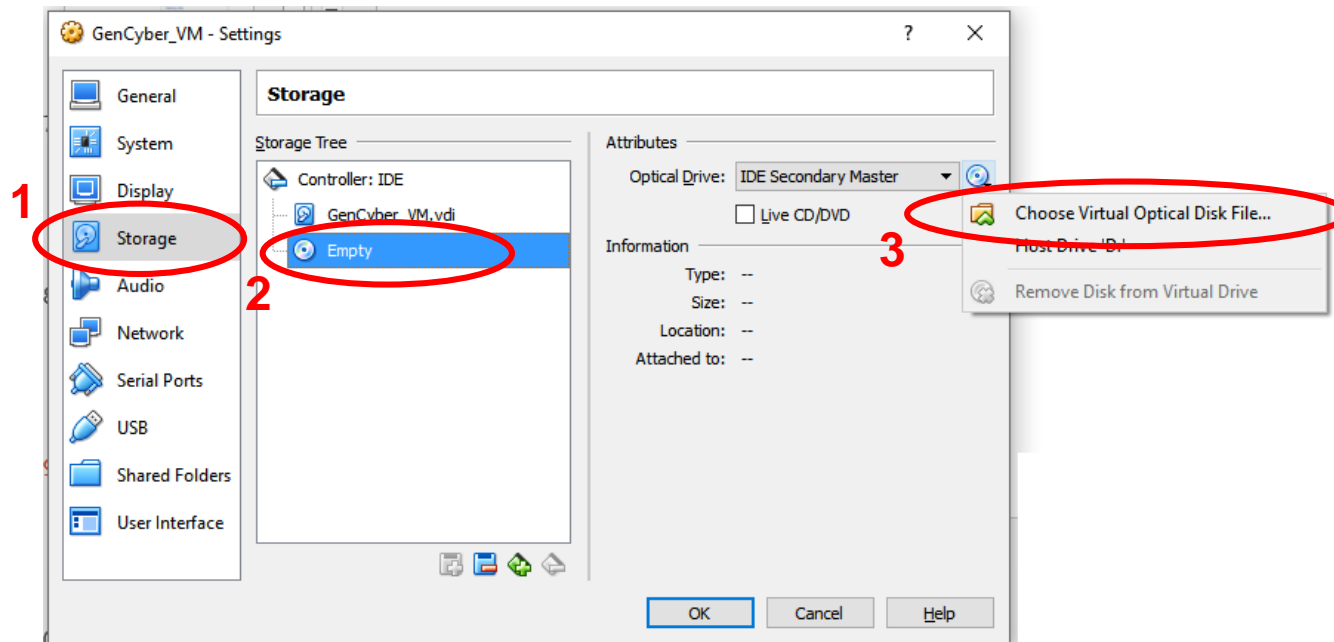 GenCyber_VM - Settings
?
General
System
Display
Storage
Audio
Network
Serial Ports
USB
Shared Folders
User Interface
1
Storage
Storage Tree
Controller: IDE
GenCyber_VM.vdi
Empty
2
Attributes
Optical Drive: IDE Secondary Master
Live CD/DVD
Information
Type: --
Size: --
Location: --
Attached to: --
3
Choose Virtual Optical Disk File...
Host Drive 'D:'
Remove Disk from Virtual Drive
OK Cancel Help